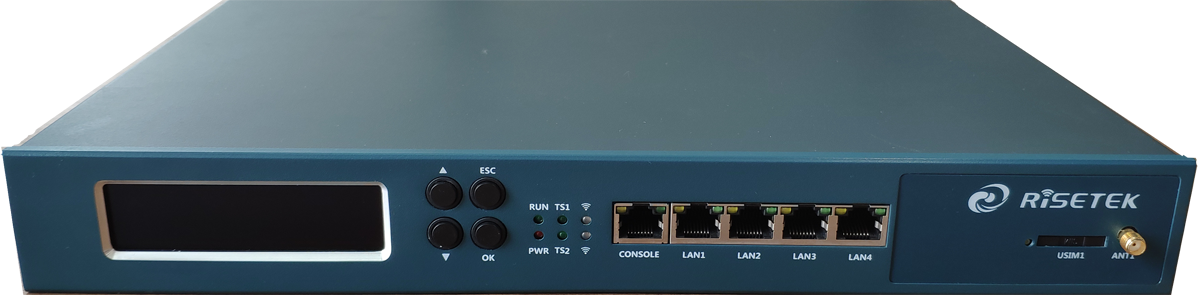 ▲ ESC
▼ OK
RUN TS1
PWR TS2
CONSOLE LAN1 LAN2 LAN3 LAN4
RiSETEK
USIM1 ANT1